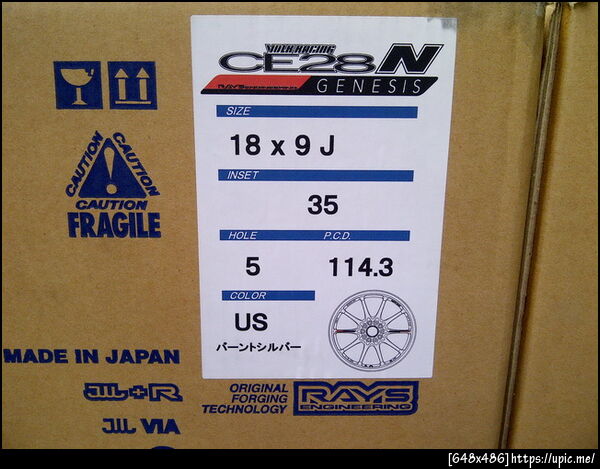 VOLK RACING
CE28N
RAYS ENGINEERING
GENESIS
SIZE
18 x 9 J
INSET
35
HOLE P.C.D.
5 114.3
COLOR
US
バーントシルバー
CAUTION
CAUTION
CAUTION
FRAGILE
MADE IN JAPAN
JWL+R
JWL VIA
ORIGINAL
FORGING
TECHNOLOGY
RAYS
ENGINEERING
[648x486]https://upic.me/